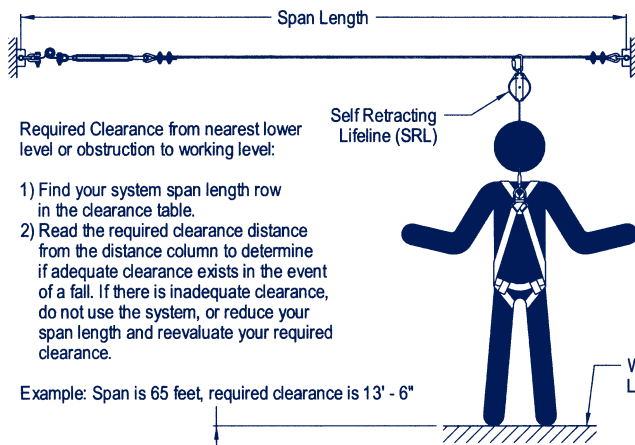 Span Length
Self Retracting
Lifeline (SRL)
Required Clearance from nearest lower
level or obstruction to working level:
1) Find your system span length row
in the clearance table.
2) Read the required clearance distance
from the distance column to determine
if adequate clearance exists in the event
of a fall. If there is inadequate clearance,
do not use the system, or reduce your
span length and reevaluate your required
clearance.
Example: Span is 65 feet, required clearance is 13' - 6"